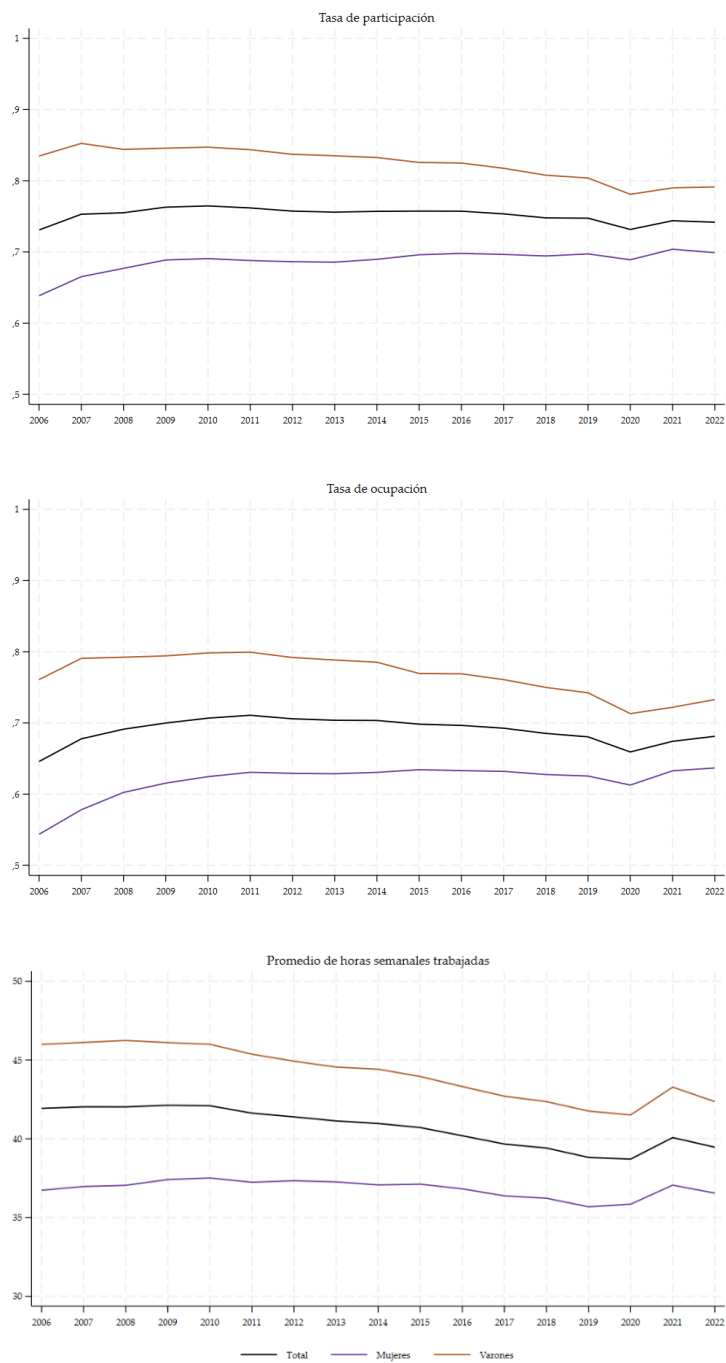 Tasa de participación
1
,9
,8
,7
,6
,5
2006 2007 2008 2009 2010 2011 2012 2013 2014 2015 2016 2017 2018 2019 2020 2021 2022
Tasa de ocupación
1
,9
,8
,7
,6
,5
2006 2007 2008 2009 2010 2011 2012 2013 2014 2015 2016 2017 2018 2019 2020 2021 2022
Promedio de horas semanales trabajadas
50
45
40
35
30
2006 2007 2008 2009 2010 2011 2012 2013 2014 2015 2016 2017 2018 2019 2020 2021 2022
Total Mujeres Varones